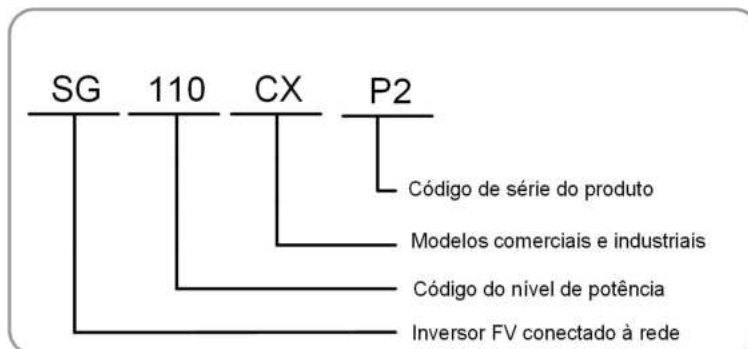 SG 110 CX P2
Código de série do produto
Modelos comerciais e industriais
Código do nível de potência
Inversor FV conectado à rede